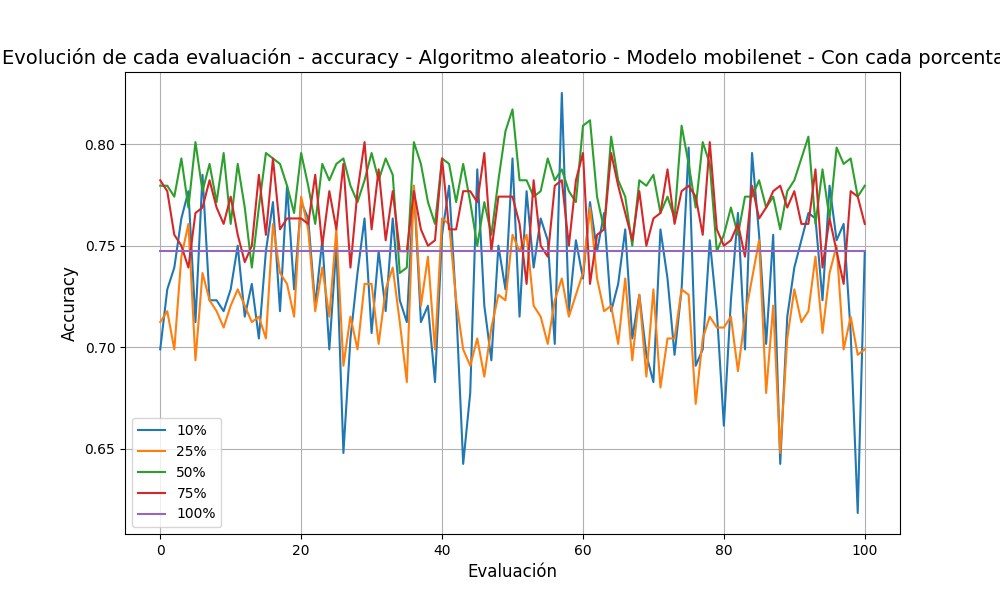 Evolución de cada evaluación - accuracy - Algoritmo aleatorio - Modelo mobilenet - Con cada porcenta
Accuracy
0.80
0.75
0.70
0.65
10%
25%
50%
75%
100%
0 20 40 60 80 100
Evaluación